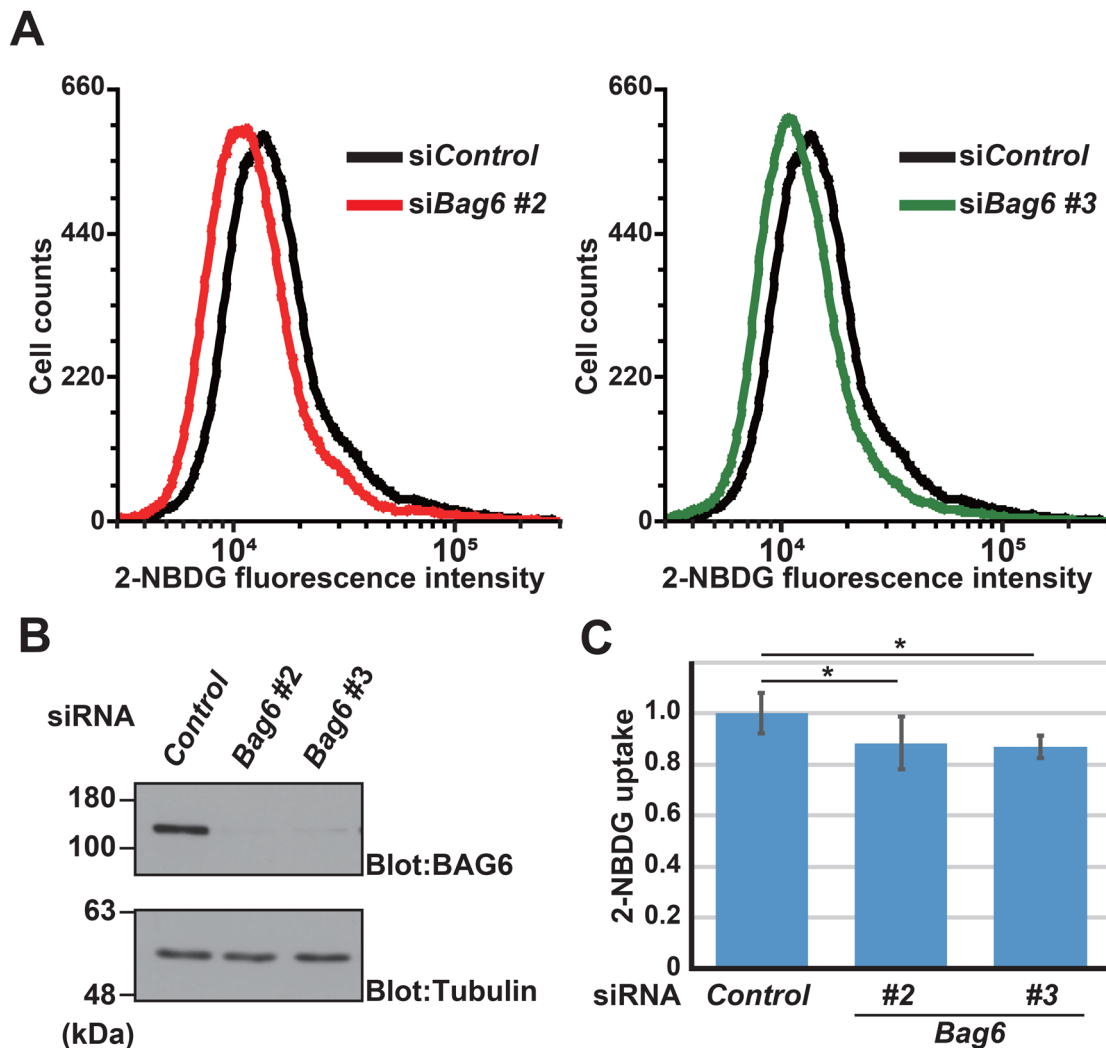 A
660
440
220
0
Cell counts
siControl
siBag6 #2
10⁴
10⁵
2-NBDG fluorescence intensity
660
440
220
0
Cell counts
siControl
siBag6 #3
10⁴
10⁵
2-NBDG fluorescence intensity
B
siRNA
Control
Bag6 #2
Bag6 #3
180
100
Blot:BAG6
63
48
Blot:Tubulin
(kDa)
C
*
*
1.0
0.8
0.6
0.4
0.2
0
2-NBDG uptake
siRNA Control #2 #3
Bag6